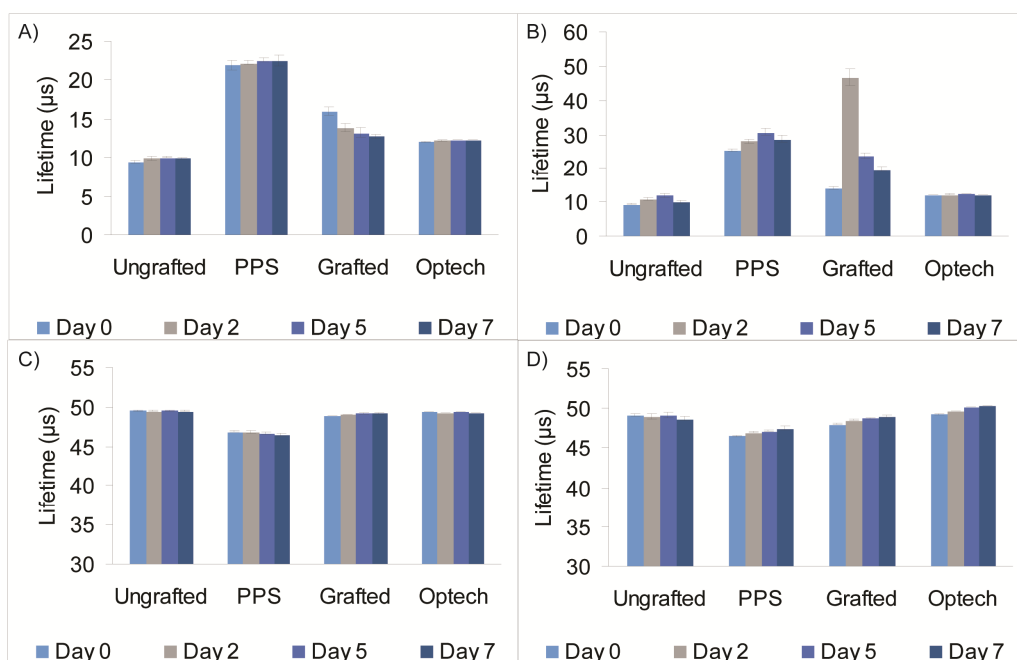 A)
Lifetime (µs)
25
20
15
10
5
0
Ungrafted PPS Grafted Optech
Day 0 Day 2 Day 5 Day 7
B)
Lifetime (µs)
60
50
40
30
20
10
0
Ungrafted PPS Grafted Optech
Day 0 Day 2 Day 5 Day 7
C)
Lifetime (µs)
55
50
45
40
35
30
Ungrafted PPS Grafted Optech
Day 0 Day 2 Day 5 Day 7
D)
Lifetime (µs)
55
50
45
40
35
30
Ungrafted PPS Grafted Optech
Day 0 Day 2 Day 5 Day 7